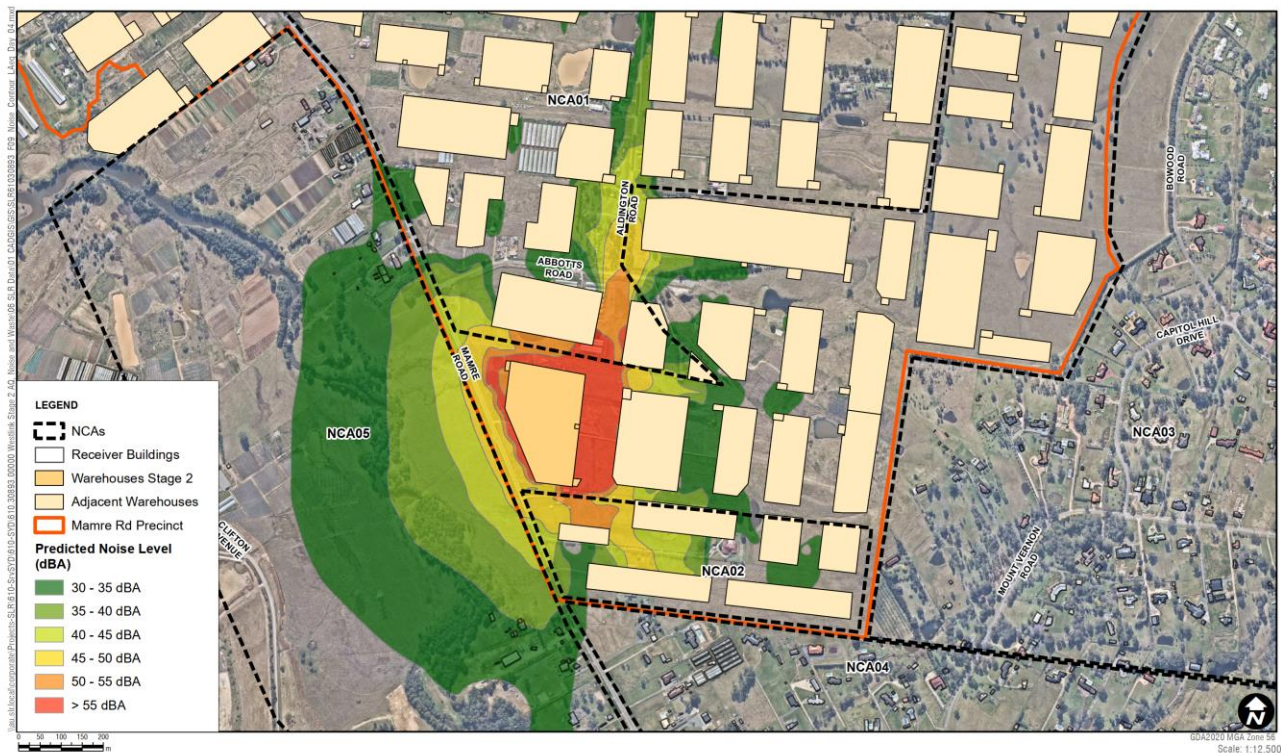 NCA01
BOWOOD
ROAD
ALDINGTON
ROAD
ABBOTTS
ROAD
CAPITOL HILL
DRIVE
MAMRE
ROAD
NCA05
NCA03
LEGEND
NCAs
Receiver Buildings
Warehouses Stage 2
Adjacent Warehouses
Mamre Rd Precinct
Predicted Noise Level
(dBA)
30 - 35 dBA
35 - 40 dBA
40 - 45 dBA
45 - 50 dBA
50 - 55 dBA
> 55 dBA
CLIFTON
AVENUE
MOUNT VERNON
ROAD
NCA02
NCA04
N
0 50 100 150 200
m
GDA2020 MGA Zone 56
Scale: 1:12,500